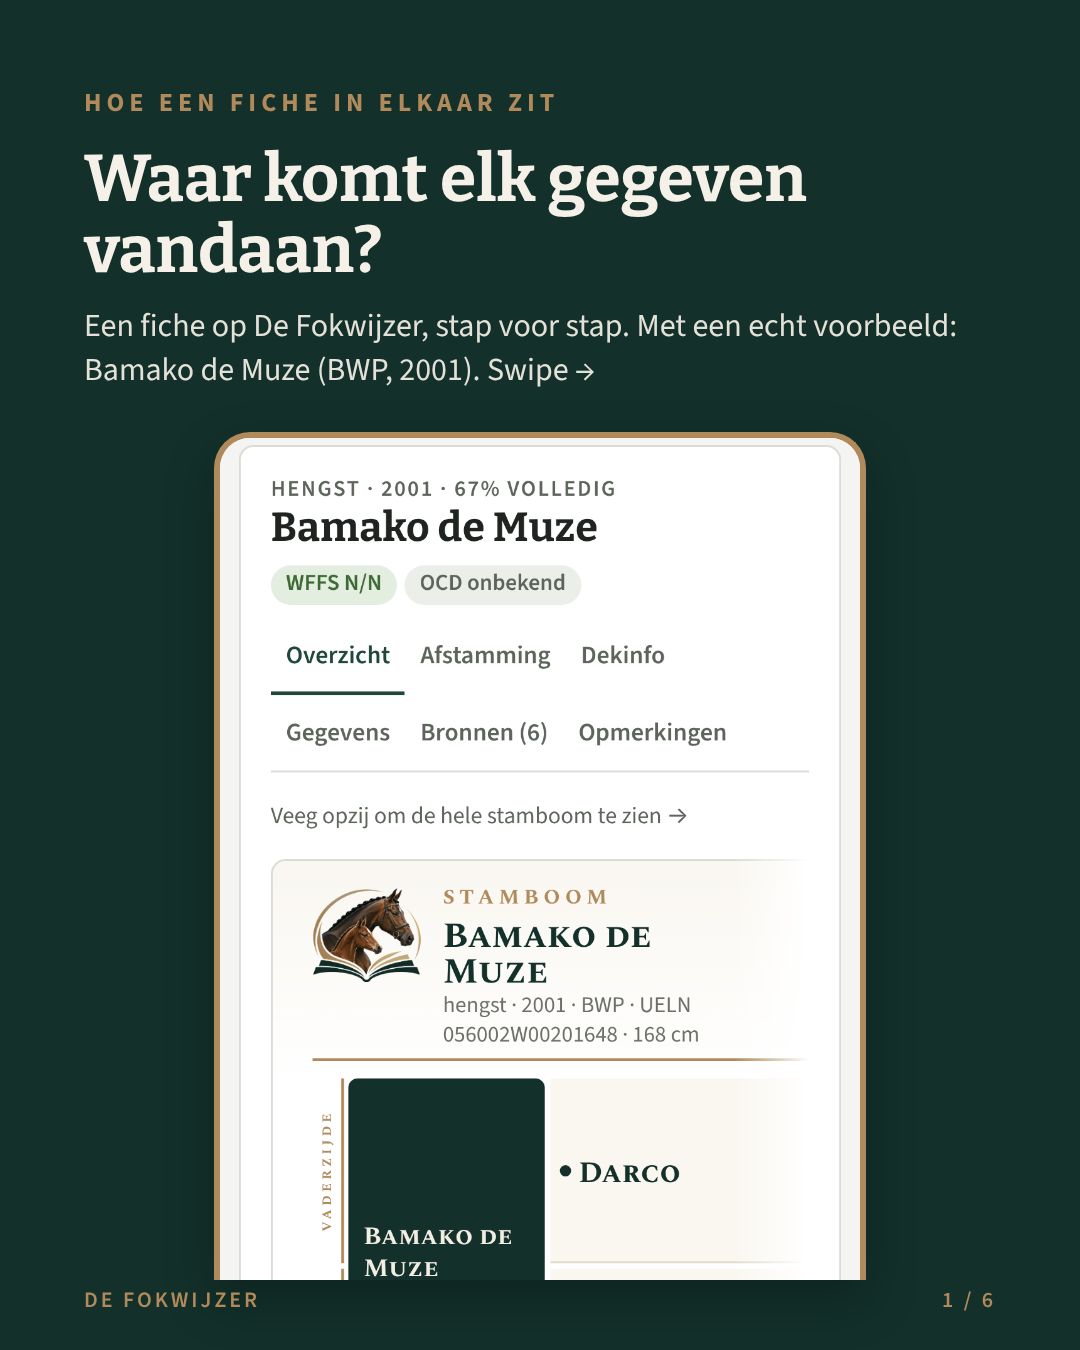 HOE EEN FICHE IN ELKAAR ZIT
Waar komt elk gegeven
vandaan?
Een fiche op De Fokwijzer, stap voor stap. Met een echt voorbeeld:
Bamako de Muze (BWP, 2001). Swipe →
HENGST · 2001 · 67% VOLLEDIG
Bamako de Muze
WFFS N/N OCD onbekend
Overzicht Afstamming Dekinfo
Gegevens Bronnen (6) Opmerkingen
Veeg opzij om de hele stamboom te zien →
STAMBOOM
BAMAKO DE
MUZE
hengst · 2001 · BWP · UELN
056002W00201648 · 168 cm
VADERZIJDE
BAMAKO DE
MUZE
• DARCO
DE FOKWIJZER
1 / 6